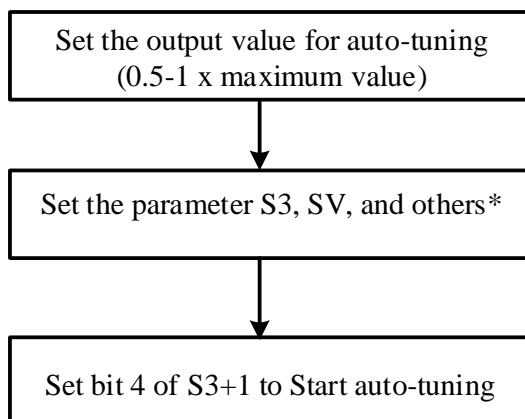 Set the output value for auto-tuning
(0.5-1 x maximum value)
Set the parameter S3, SV, and others*
Set bit 4 of S3+1 to Start auto-tuning